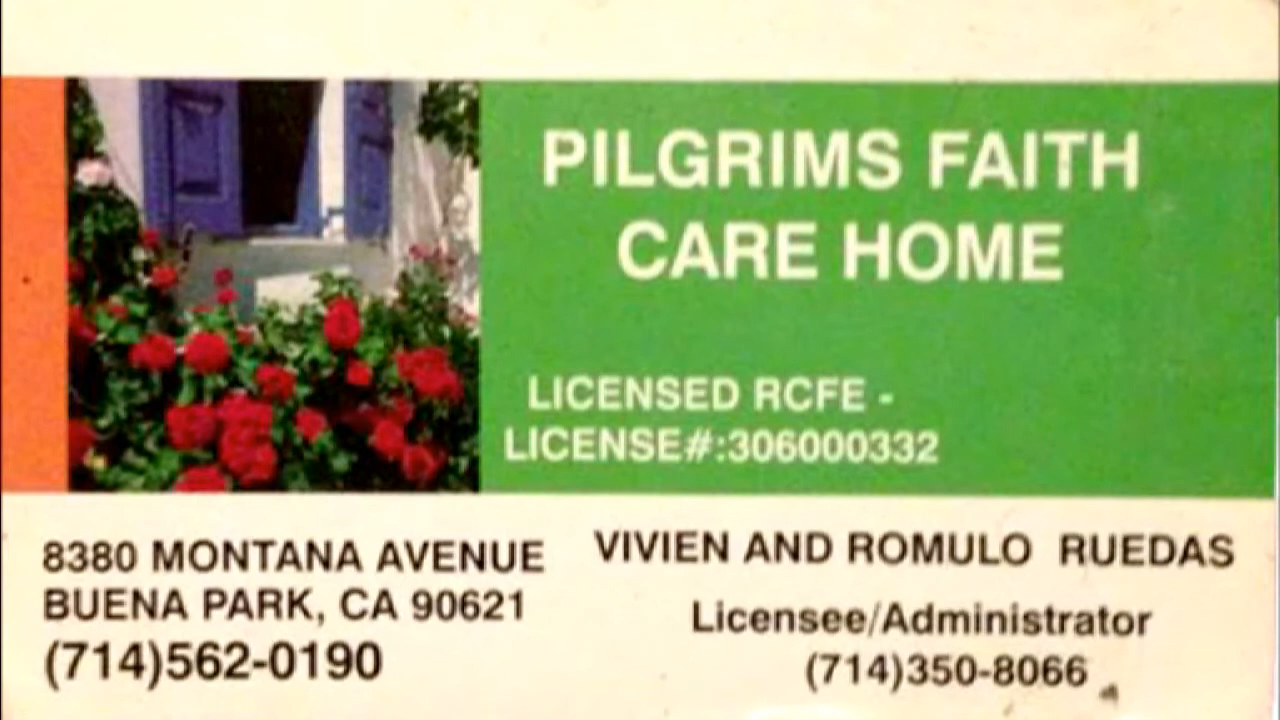 PILGRIMS FAITH
CARE HOME
LICENSED RCFE -
LICENSE#:306000332
8380 MONTANA AVENUE
BUENA PARK, CA 90621
(714)562-0190
VIVIEN AND ROMULO RUEDAS
Licensee/Administrator
(714)350-8066